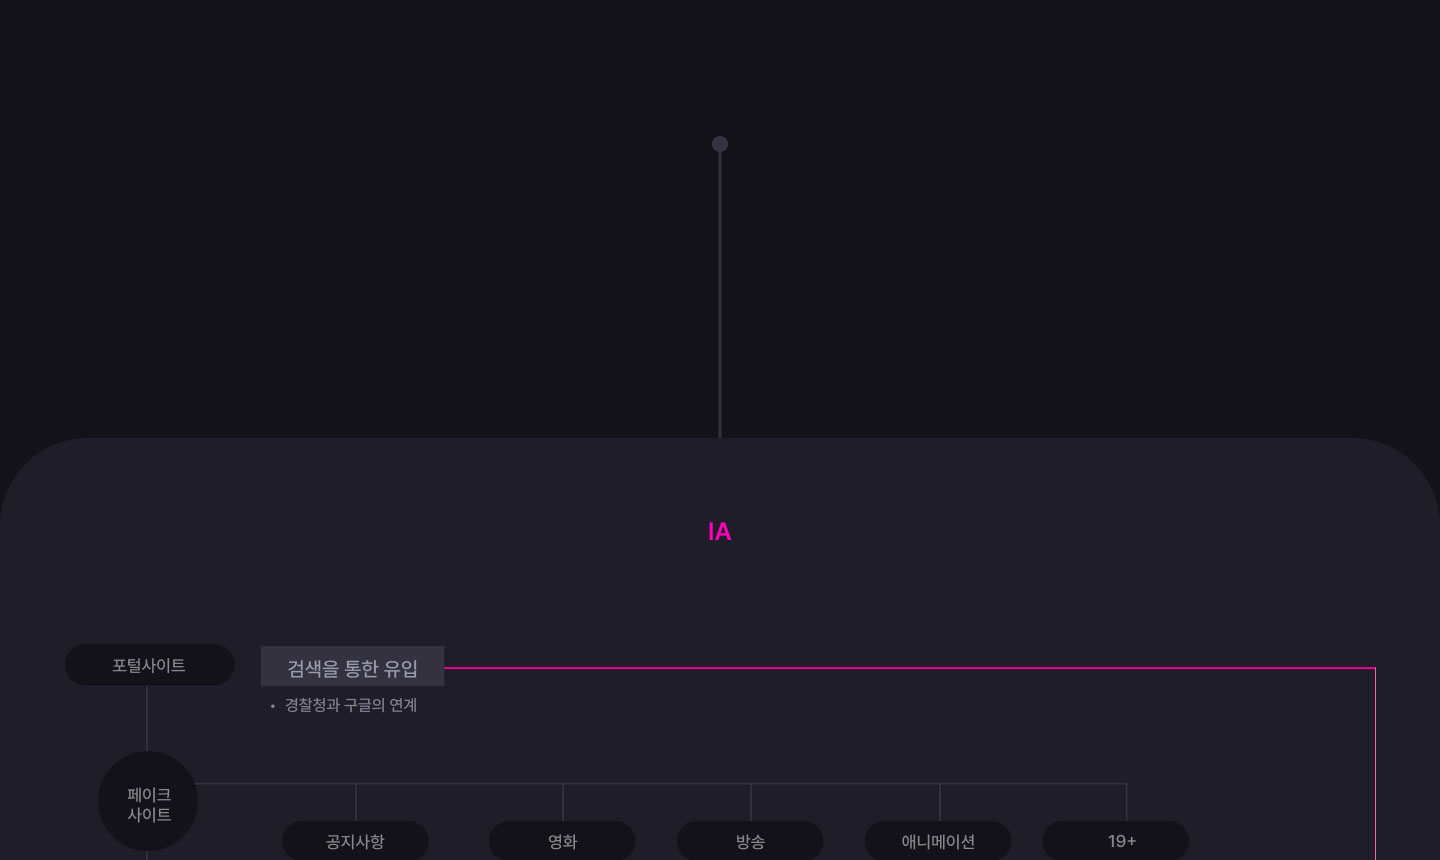 IA
포털사이트
검색을 통한 유입
• 경찰청과 구글의 연계
페이크
사이트
공지사항
영화
방송
애니메이션
19+